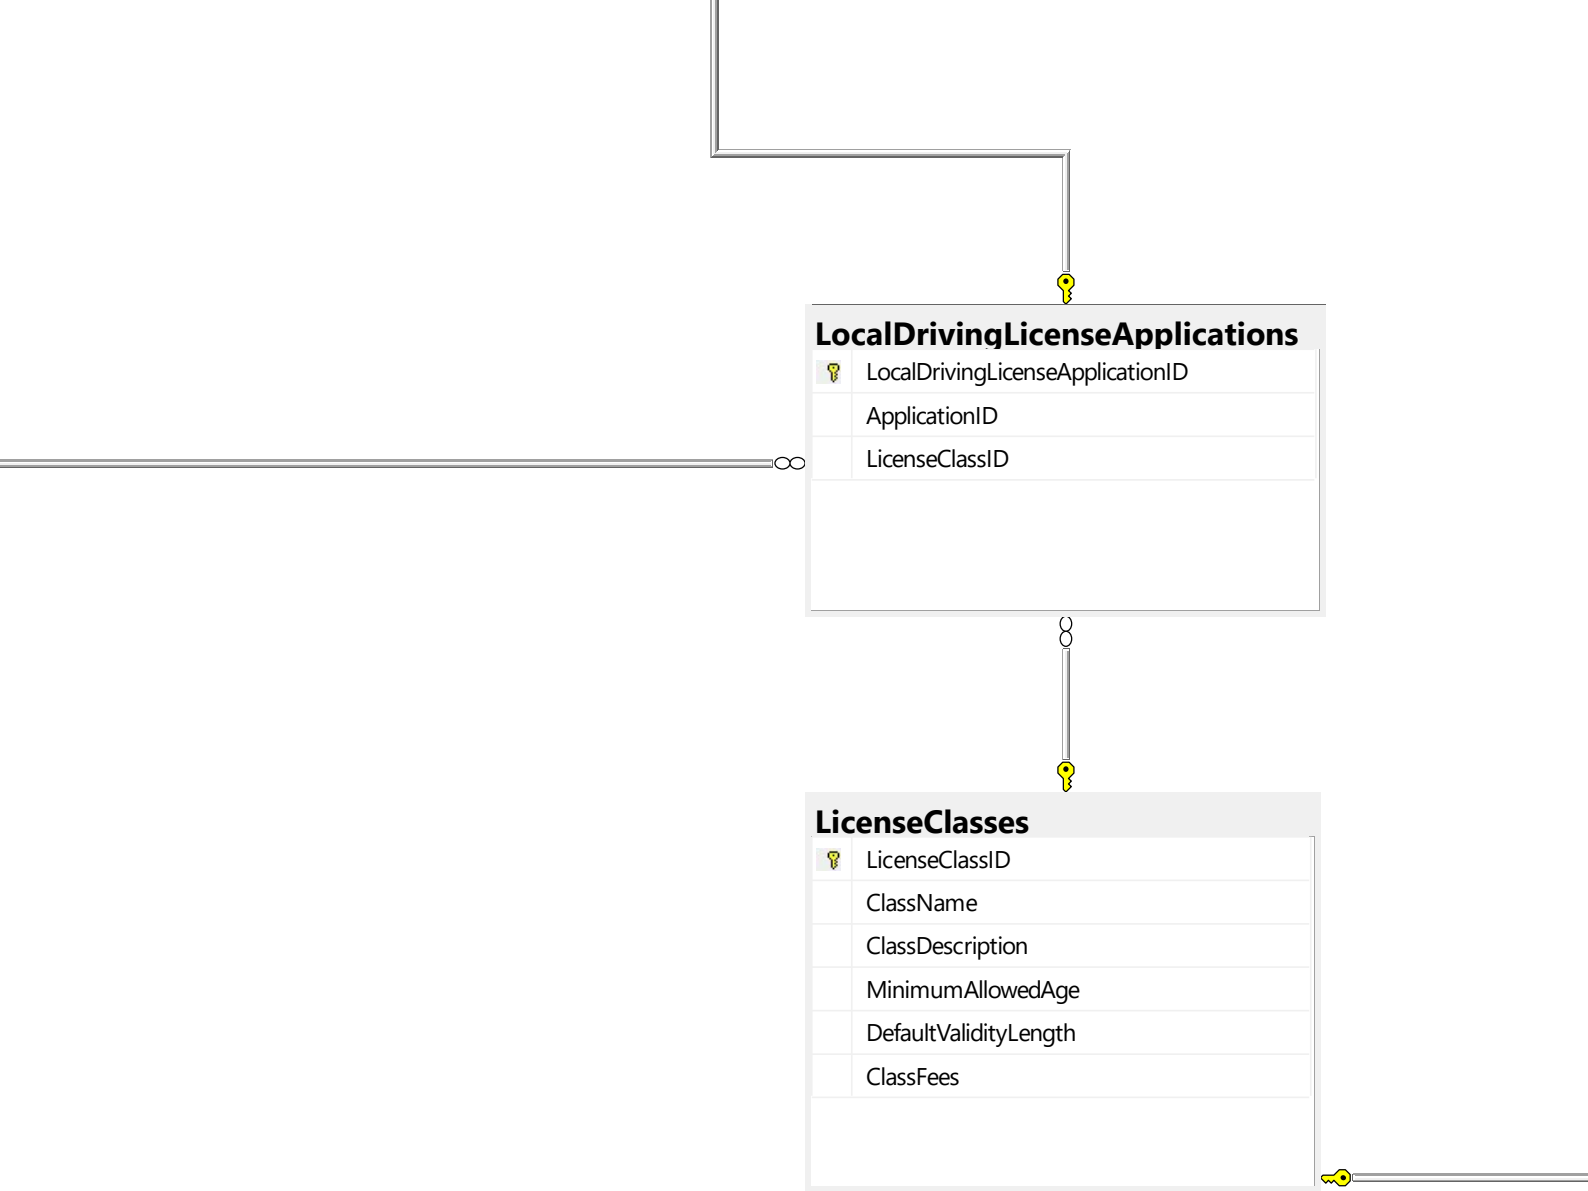 LocalDrivingLicenseApplications
LocalDrivingLicenseApplicationID
ApplicationID
LicenseClassID
LicenseClasses
LicenseClassID
ClassName
ClassDescription
MinimumAllowedAge
DefaultValidityLength
ClassFees